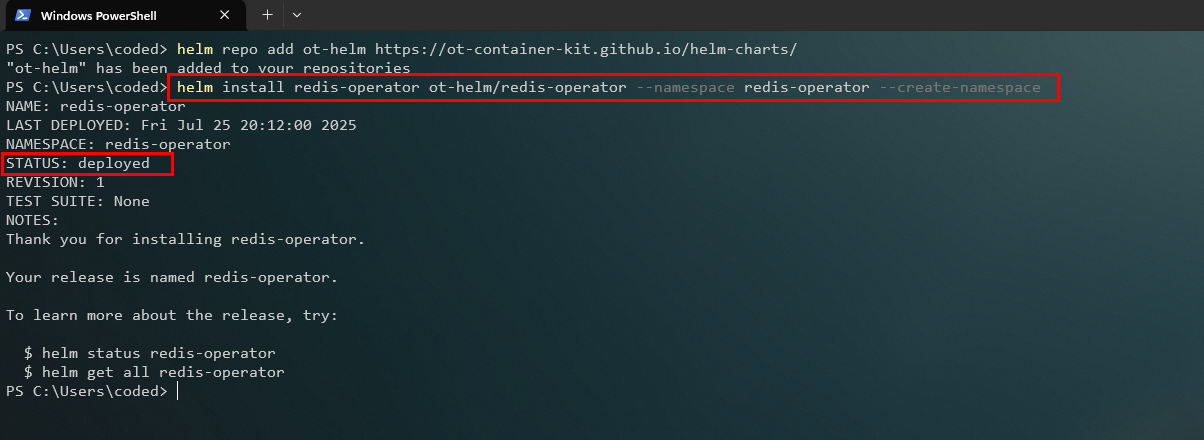 Windows PowerShell
PS C:\Users\coded> helm repo add ot-helm https://ot-container-kit.github.io/helm-charts/
"ot-helm" has been added to your repositories
PS C:\Users\coded> helm install redis-operator ot-helm/redis-operator --namespace redis-operator --create-namespace
NAME: redis-operator
LAST DEPLOYED: Fri Jul 25 20:12:00 2025
NAMESPACE: redis-operator
STATUS: deployed
REVISION: 1
TEST SUITE: None
NOTES:
Thank you for installing redis-operator.
Your release is named redis-operator.
To learn more about the release, try:
$ helm status redis-operator
$ helm get all redis-operator
PS C:\Users\coded>